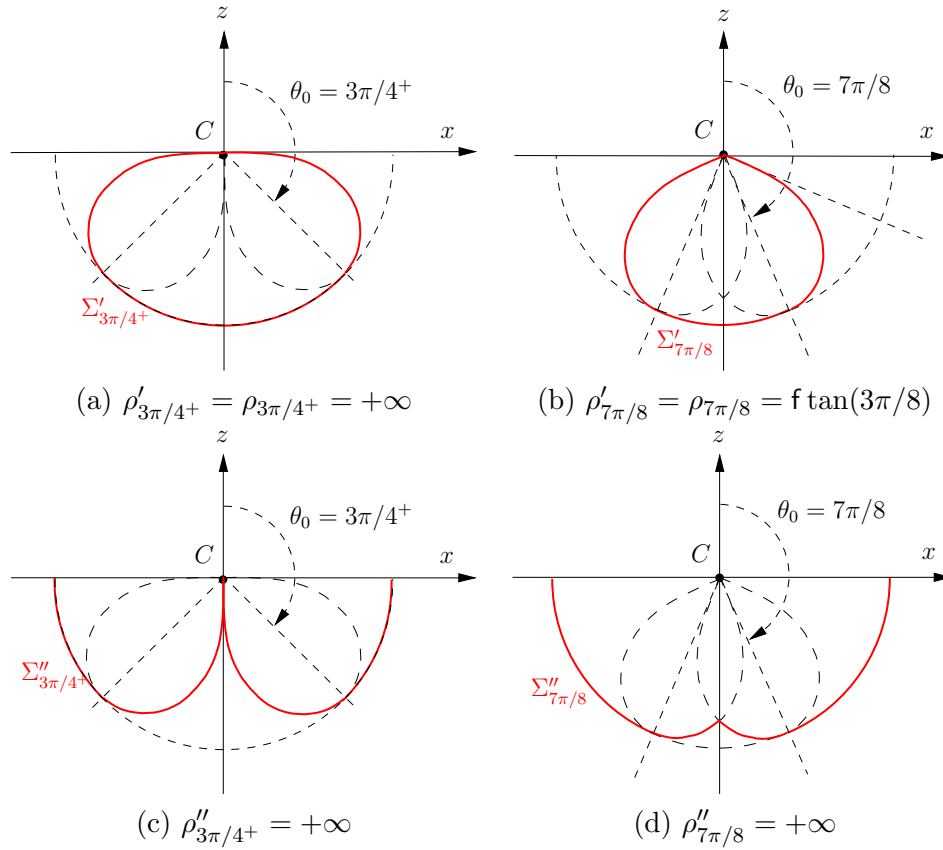 z
θ₀ = 3π/4⁺
C
x
Σ′₃π/₄⁺
(a) ρ′₃π/₄⁺ = ρ₃π/₄⁺ = +∞
z
θ₀ = 7π/8
C
x
Σ′₇π/₈
(b) ρ′₇π/₈ = ρ₇π/₈ = f tan(3π/8)
z
θ₀ = 3π/4⁺
C
x
Σ″₃π/₄⁺
(c) ρ″₃π/₄⁺ = +∞
z
θ₀ = 7π/8
C
x
Σ″₇π/₈
(d) ρ″₇π/₈ = +∞